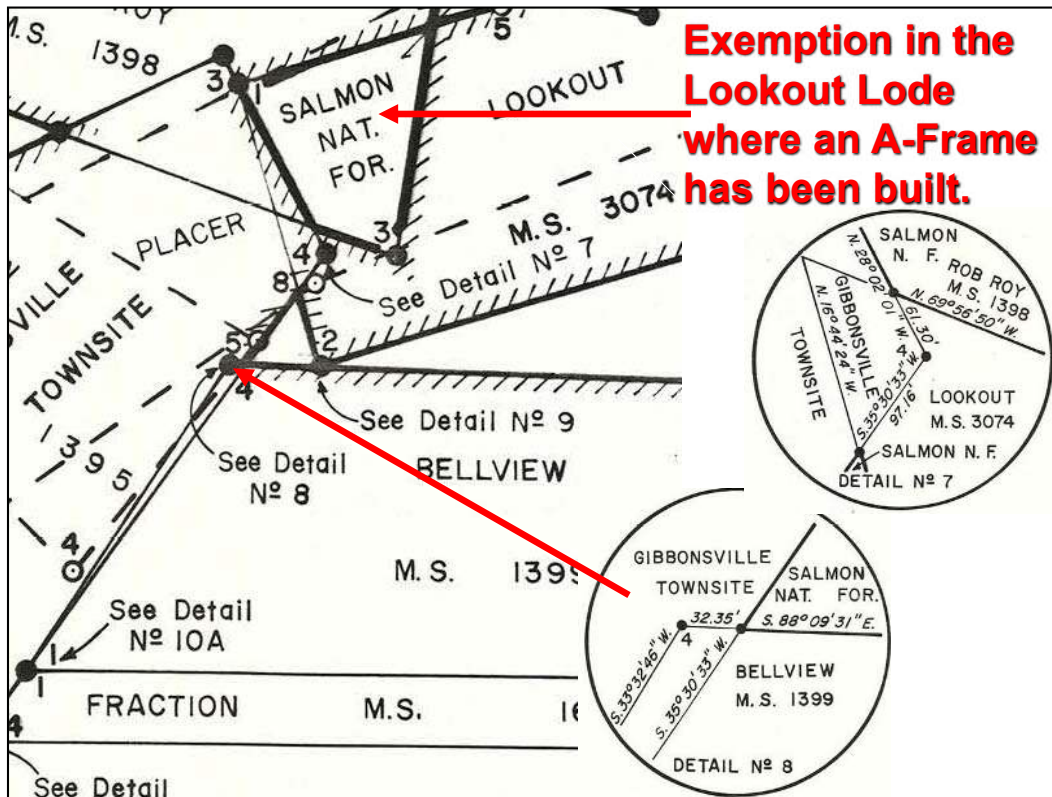 ROY
M.S. 1398
3
1
5
SALMON
NAT.
FOR.
LOOKOUT
Exemption in the
Lookout Lode
where an A-Frame
has been built.
M.S. 3074
PLACER
3
4
8
See Detail Nº 7
VILLE
TOWNSITE
5
2
4
See Detail Nº 9
See Detail
Nº 8
BELLVIEW
395
4
M.S. 1399
See Detail
Nº 10A
1
1
FRACTION M.S. 16
4
See Detail
SALMON
N. F.
ROB ROY
M.S. 1398
N. 28° 02' 01" W.
61.30'
N. 69° 56' 50" W.
GIBBONSVILLE
TOWNSITE
N. 16° 44' 24" W.
4
S. 35° 30' 33" W.
97.16'
LOOKOUT
M.S. 3074
SALMON N. F.
DETAIL Nº 7
GIBBONSVILLE
TOWNSITE
SALMON
NAT. FOR.
32.35'
4
S. 88° 09' 31" E.
S. 33° 32' 46" W.
S. 35° 30' 33" W.
BELLVIEW
M.S. 1399
DETAIL Nº 8